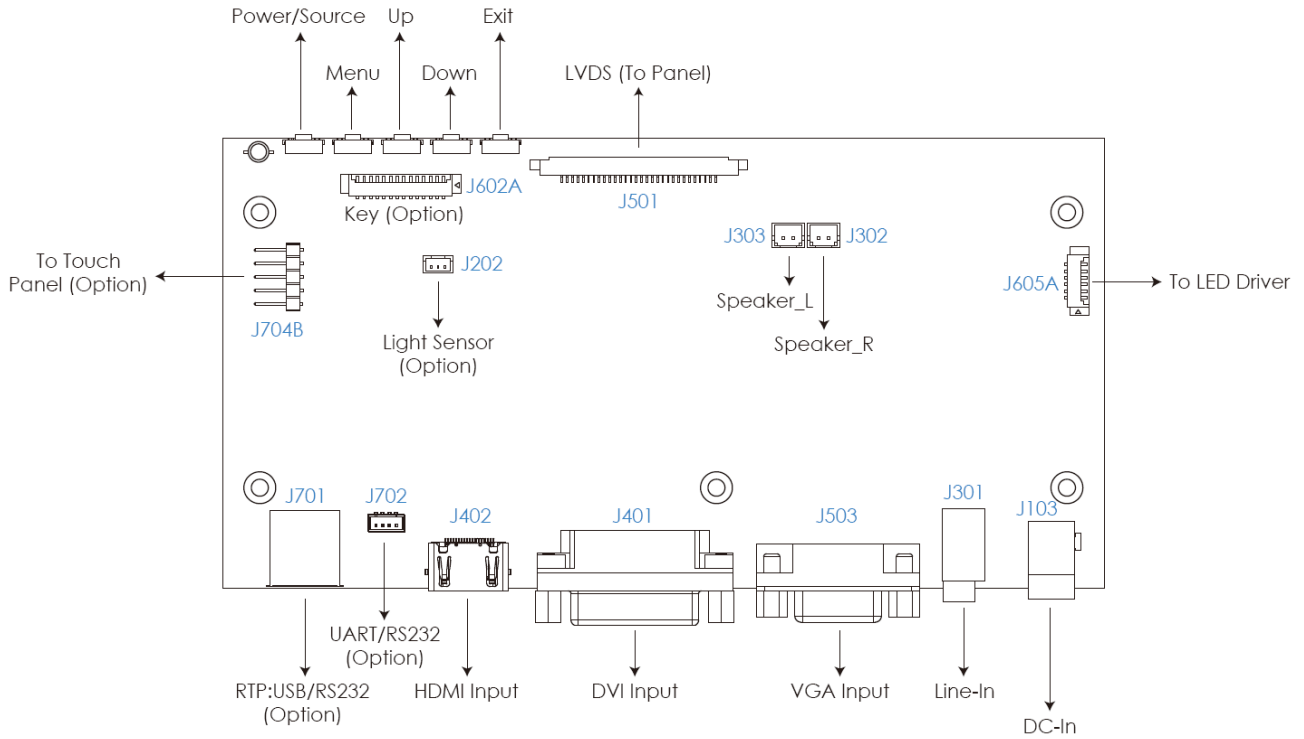 Power/Source
Up
Exit
Menu
Down
LVDS (To Panel)
J602A
Key (Option)
J501
J303
J302
To Touch
Panel (Option)
J704B
J202
Light Sensor
(Option)
Speaker_L
Speaker_R
J605A
To LED Driver
J701
J702
J402
J401
J503
J301
J103
UART/RS232
(Option)
RTP:USB/RS232
(Option)
HDMI Input
DVI Input
VGA Input
Line-In
DC-In